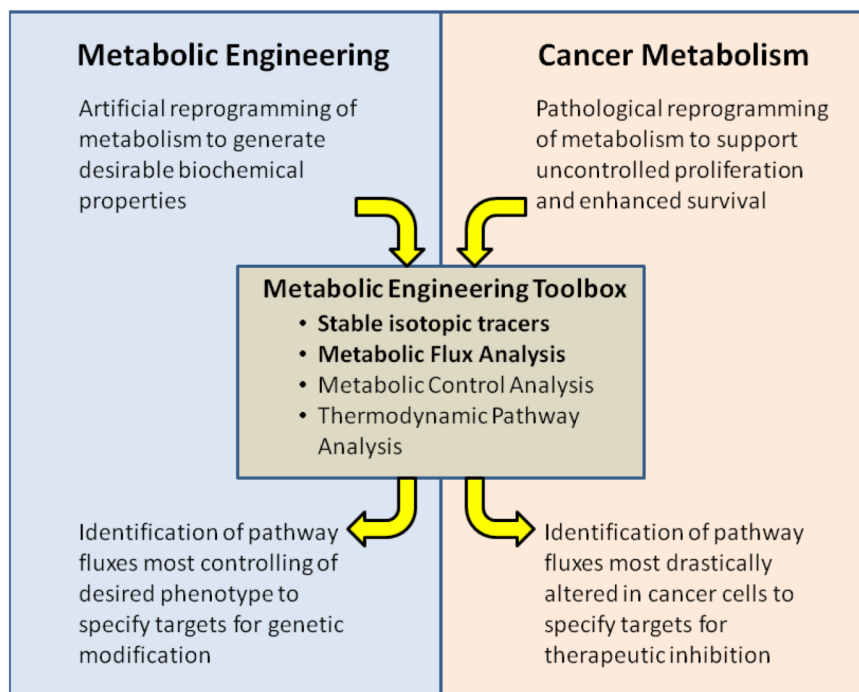 Metabolic Engineering
Artificial reprogramming of
metabolism to generate
desirable biochemical
properties
Cancer Metabolism
Pathological reprogramming
of metabolism to support
uncontrolled proliferation
and enhanced survival
Metabolic Engineering Toolbox
• Stable isotopic tracers
• Metabolic Flux Analysis
• Metabolic Control Analysis
• Thermodynamic Pathway
Analysis
Identification of pathway
fluxes most controlling of
desired phenotype to
specify targets for genetic
modification
Identification of pathway
fluxes most drastically
altered in cancer cells to
specify targets for
therapeutic inhibition